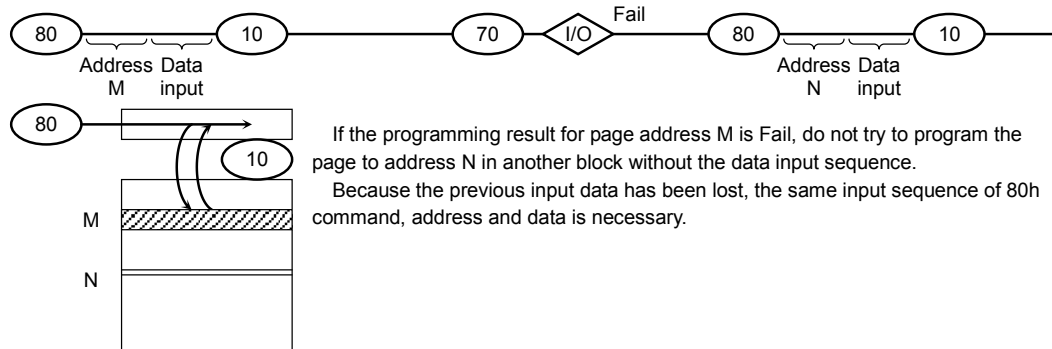 Fail
80 10 70 I/O 80 10
Address Data Address Data
M input N input
80
If the programming result for page address M is Fail, do not try to program the
10
page to address N in another block without the data input sequence.
Because the previous input data has been lost, the same input sequence of 80h
command, address and data is necessary.
M
N